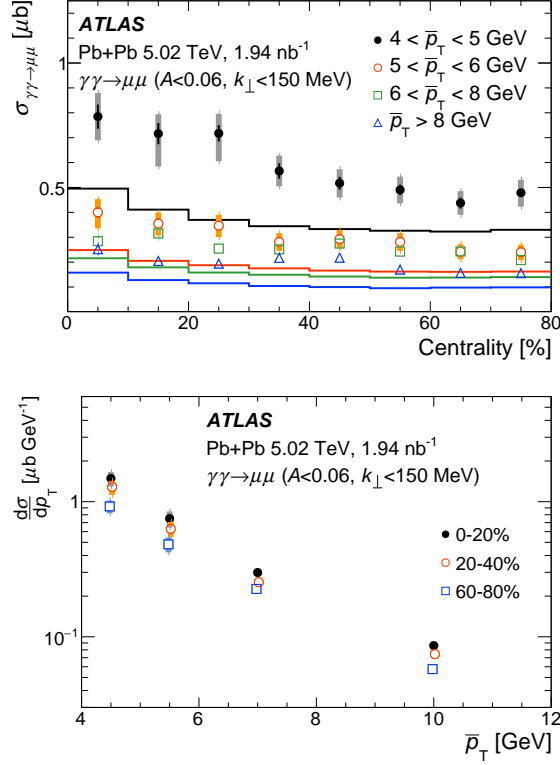 σγγ→μμ [μb]
ATLAS
Pb+Pb 5.02 TeV, 1.94 nb⁻¹
γγ→μμ (A<0.06, k⊥<150 MeV)
4 < p̅T < 5 GeV
5 < p̅T < 6 GeV
6 < p̅T < 8 GeV
p̅T > 8 GeV
1
0.5
0 20 40 60 80
Centrality [%]
dσ/dpT [μb GeV⁻¹]
ATLAS
Pb+Pb 5.02 TeV, 1.94 nb⁻¹
γγ→μμ (A<0.06, k⊥<150 MeV)
0-20%
20-40%
60-80%
1
10⁻¹
4 6 8 10 12
p̅T [GeV]